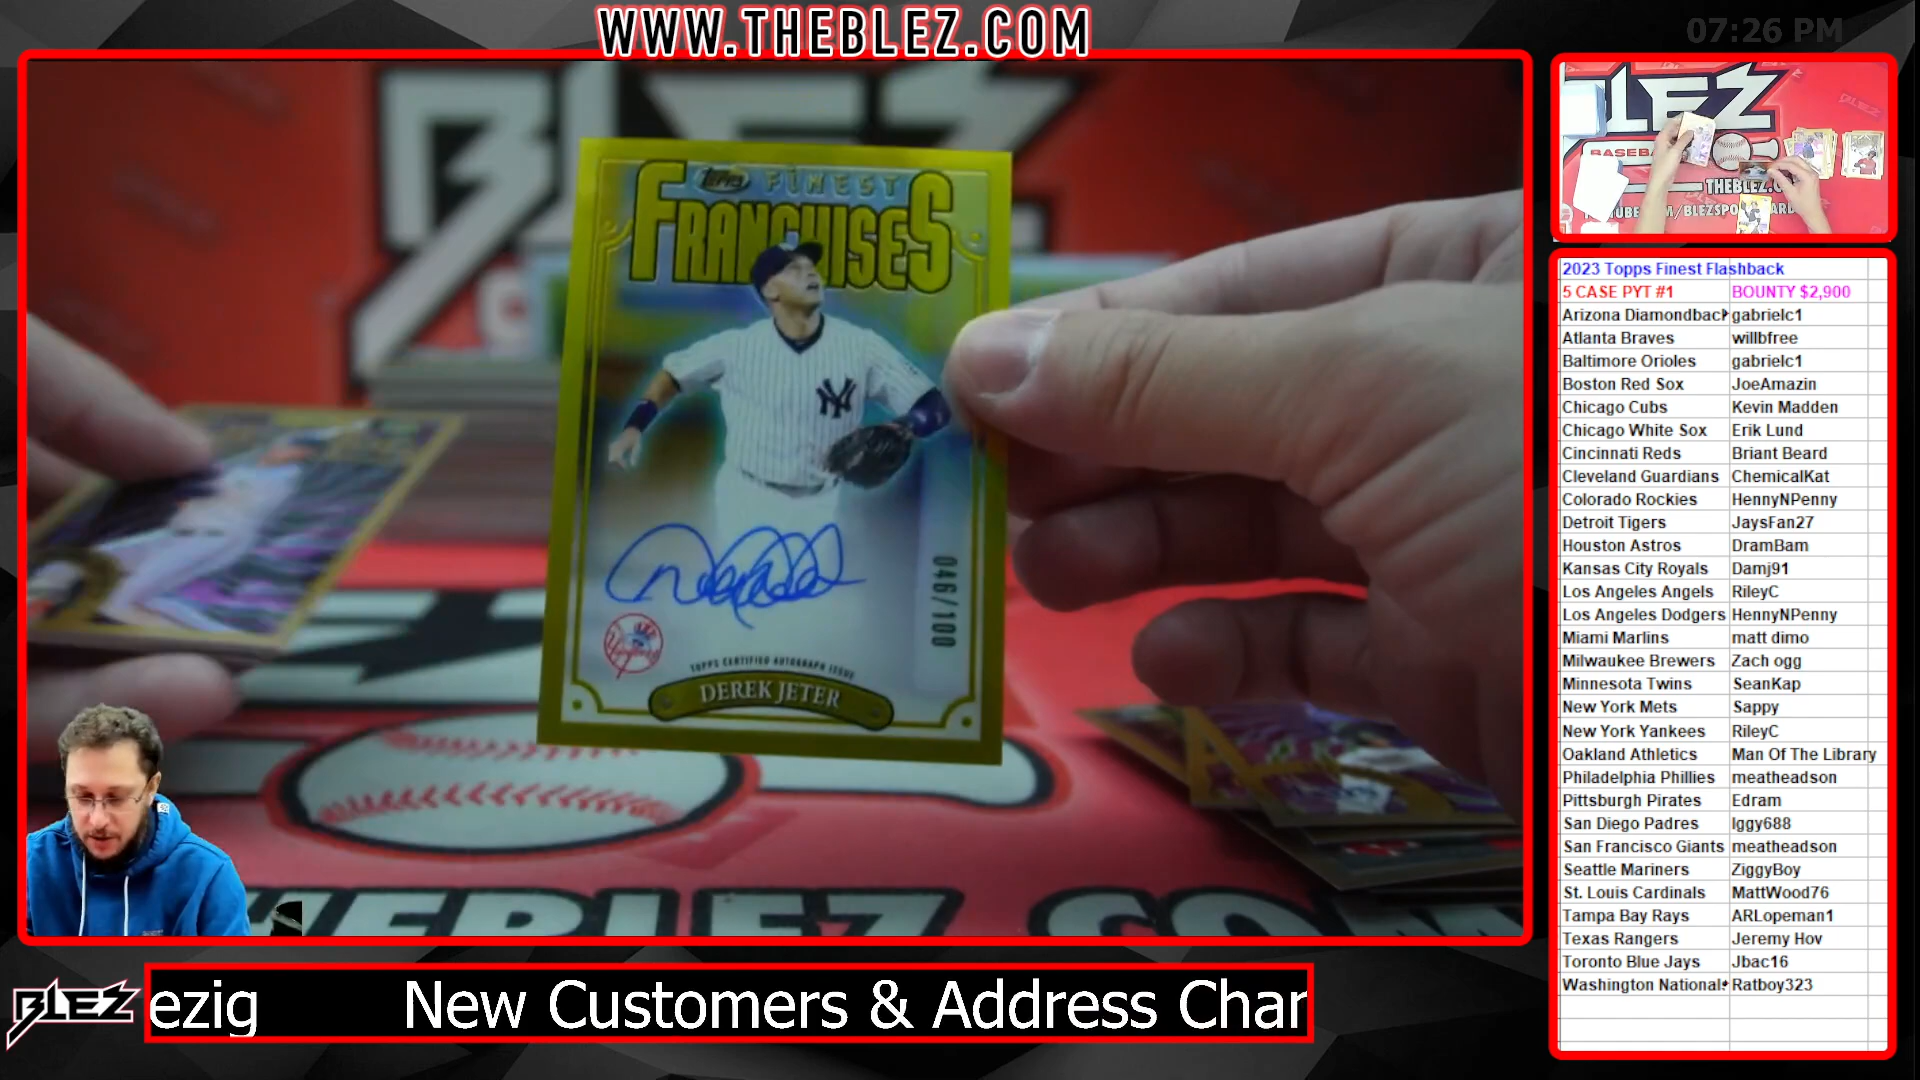 WWW.THEBLEZ.COM
07:26 PM
BLEZ
Topps FINEST
FRANCHISES
046/100
TOPPS CERTIFIED AUTOGRAPH ISSUE
DEREK JETER
THEBLEZ.COM
BLEZ
THEBLEZ.C
2023 Topps Finest Flashback
5 CASE PYT #1 BOUNTY $2,900
Arizona Diamondback gabrielc1
Atlanta Braves willbfree
Baltimore Orioles gabrielc1
Boston Red Sox JoeAmazin
Chicago Cubs Kevin Madden
Chicago White Sox Erik Lund
Cincinnati Reds Briant Beard
Cleveland Guardians ChemicalKat
Colorado Rockies HennyNPenny
Detroit Tigers JaysFan27
Houston Astros DramBam
Kansas City Royals Damj91
Los Angeles Angels RileyC
Los Angeles Dodgers HennyNPenny
Miami Marlins matt dimo
Milwaukee Brewers Zach ogg
Minnesota Twins SeanKap
New York Mets Sappy
New York Yankees RileyC
Oakland Athletics Man Of The Library
Philadelphia Phillies meatheadson
Pittsburgh Pirates Edram
San Diego Padres Iggy688
San Francisco Giants meatheadson
Seattle Mariners ZiggyBoy
St. Louis Cardinals MattWood76
Tampa Bay Rays ARLopeman1
Texas Rangers Jeremy Hov
Toronto Blue Jays Jbac16
Washington Nationals Ratboy323
BLEZ
ezig New Customers & Address Char